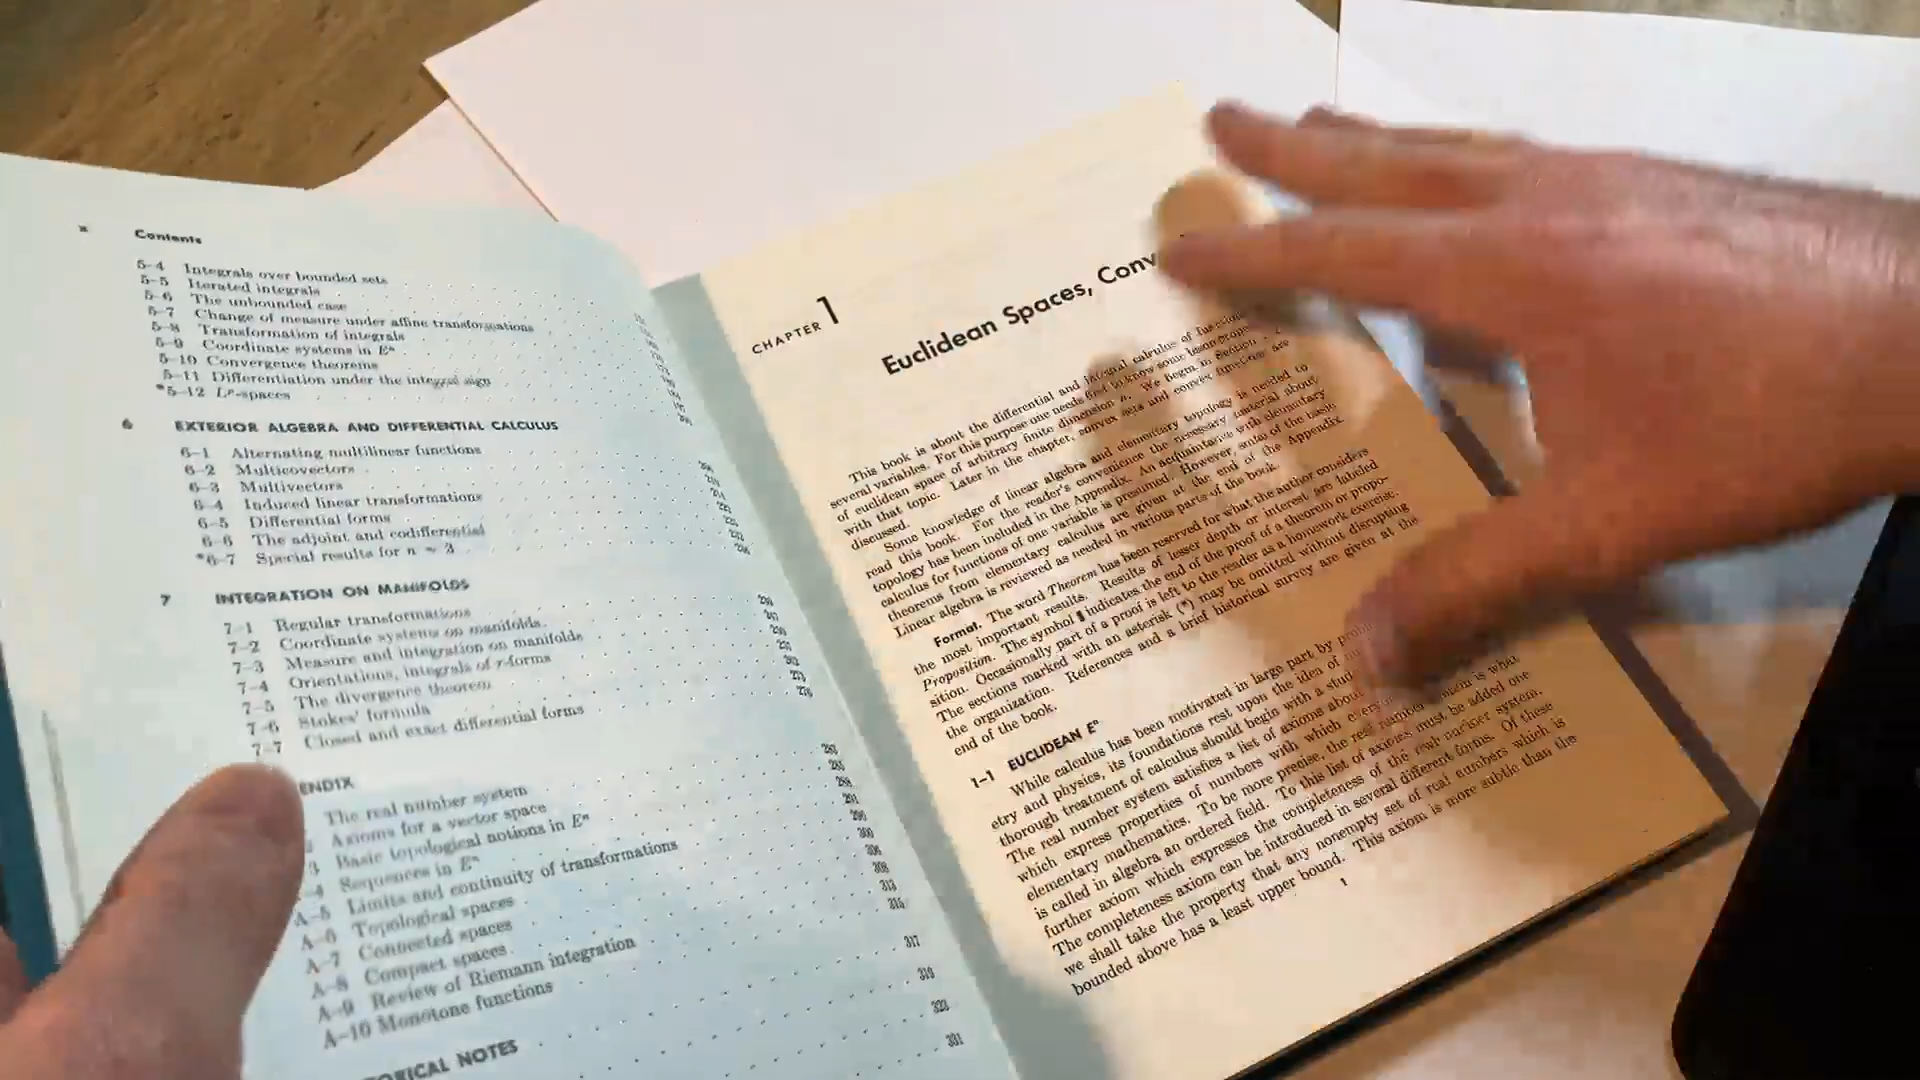 x Contents
5–4 Integrals over bounded sets
5–5 Iterated integrals
5–6 The unbounded case
5–7 Change of measure under affine transformations
5–8 Transformation of integrals
5–9 Coordinate systems in Eⁿ
5–10 Convergence theorems
5–11 Differentiation under the integral sign
*5–12 Lᵖ-spaces
6 EXTERIOR ALGEBRA AND DIFFERENTIAL CALCULUS
6–1 Alternating multilinear functions
6–2 Multicovectors
6–3 Multivectors
6–4 Induced linear transformations
6–5 Differential forms
6–6 The adjoint and codifferential
*6–7 Special results for n = 3
7 INTEGRATION ON MANIFOLDS
7–1 Regular transformations
7–2 Coordinate systems on manifolds
7–3 Measure and integration on manifolds
7–4 Orientations, integrals of r-forms
7–5 The divergence theorem
7–6 Stokes' formula
7–7 Closed and exact differential forms
ENDIX
The real number system
Axioms for a vector space
3 Basic topological notions in Eⁿ
4 Sequences in Eⁿ
A–5 Limits and continuity of transformations
A–6 Topological spaces
A–7 Connected spaces
A–8 Compact spaces
A–9 Review of Riemann integration
A–10 Monotone functions
317
319
ORICAL NOTES 323
301
CHAPTER 1
Euclidean Spaces, Conv
This book is about the differential and integral calculus of
several variables. For this purpose one needs first to know some
of euclidean space of arbitrary finite dimension n. We begin in Section
with that topic. Later in the chapter, convex sets and convex functions are
discussed.
Some knowledge of linear algebra and elementary topology is needed to
read this book. For the reader's convenience the necessary material about
topology has been included in the Appendix. An acquaintance with elementary
calculus for functions of one variable is presumed. However, some of the basic
theorems from elementary calculus are given at the end of the Appendix.
Linear algebra is reviewed as needed in various parts of the book.
Format. The word Theorem has been reserved for what the author considers
the most important results. Results of lesser depth or interest are labeled
Proposition. The symbol ▮ indicates the end of the proof of a theorem or propo-
sition. Occasionally part of a proof is left to the reader as a homework exercise.
The sections marked with an asterisk (*) may be omitted without disrupting
the organization. References and a brief historical survey are given at the
end of the book.
1–1 EUCLIDEAN Eⁿ
While calculus has been motivated in large part by
etry and physics, its foundations rest upon the idea of
thorough treatment of calculus should begin with a
The real number system satisfies a list of axioms about
which express properties of numbers with which
elementary mathematics. To be more precise, the real number system is what
is called in algebra an ordered field. To this list of axioms must be added one
further axiom which expresses the completeness of the real number system.
The completeness axiom can be introduced in several different forms. Of these
we shall take the property that any nonempty set of real numbers which is
bounded above has a least upper bound. This axiom is more subtle than the
1